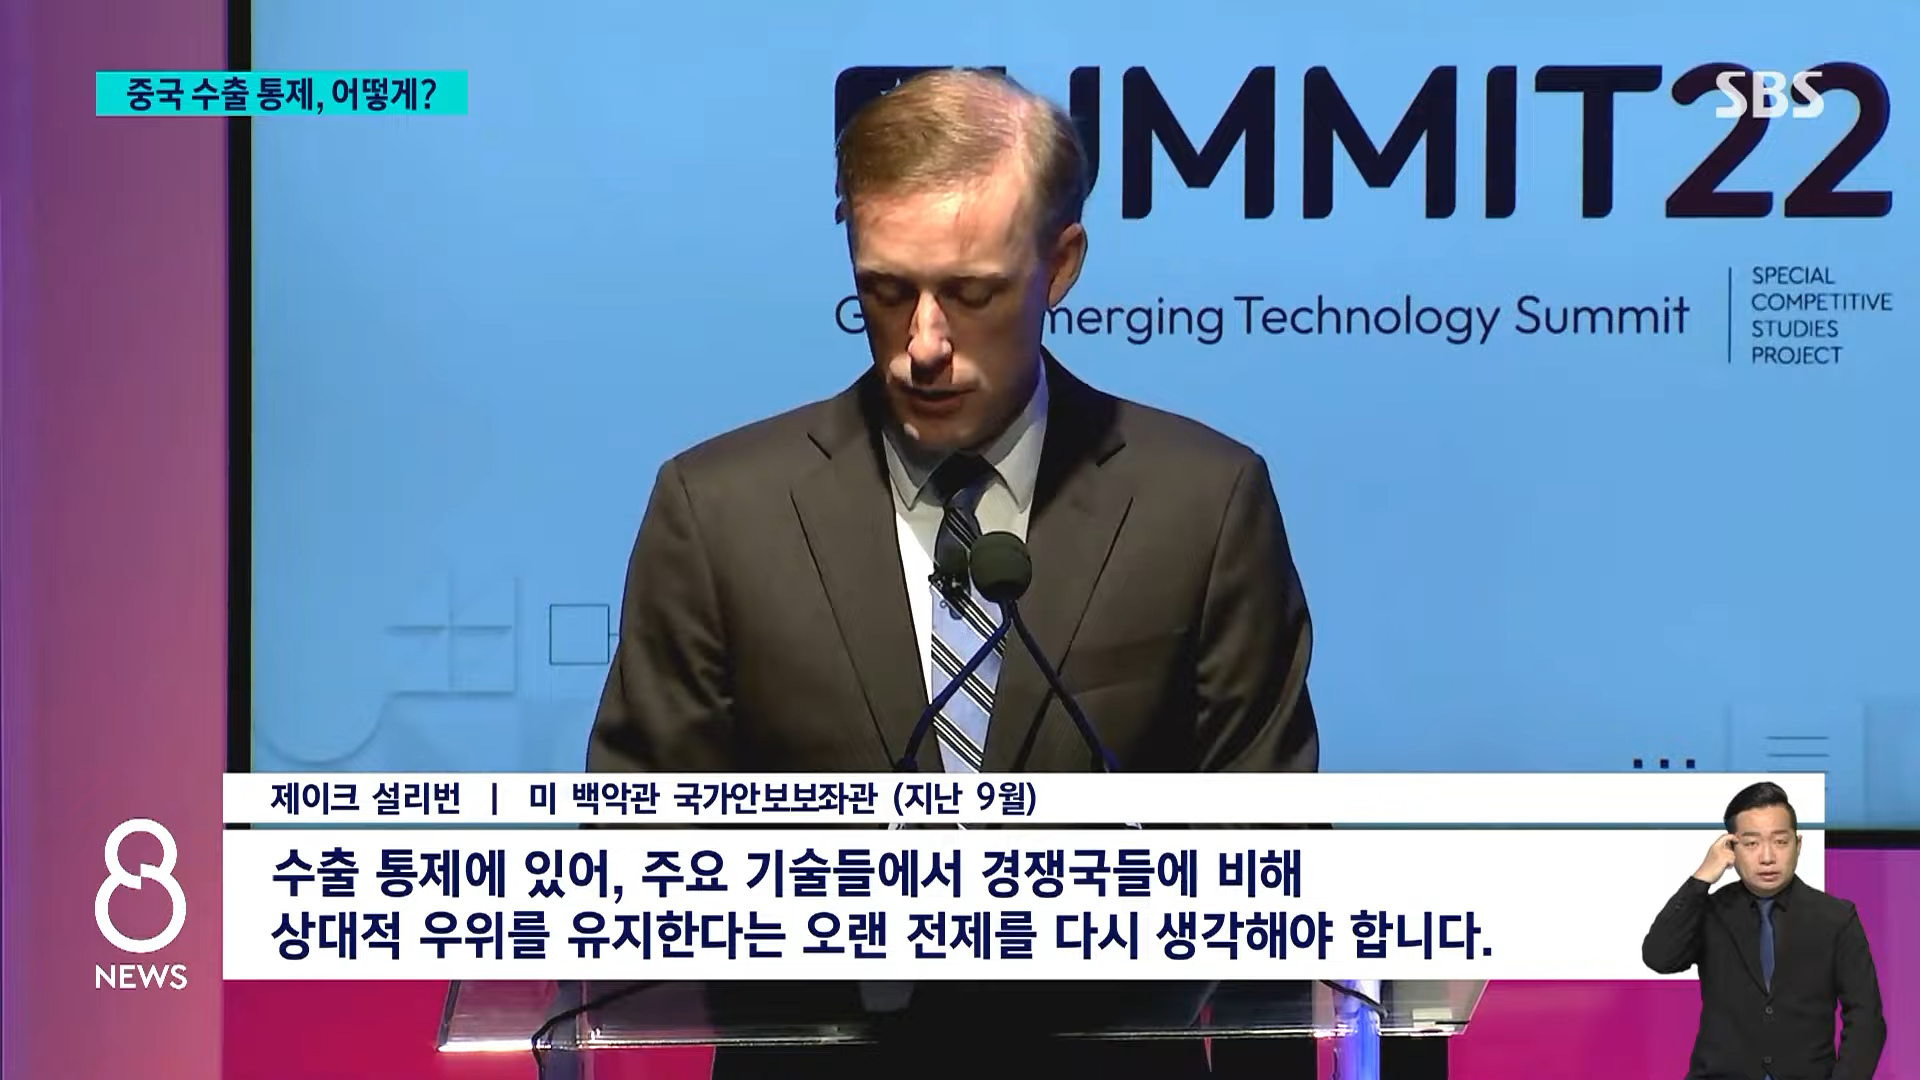 중국 수출 통제, 어떻게?
SBS
SUMMIT22
merging Technology Summit
SPECIAL
COMPETITIVE
STUDIES
PROJECT
제이크 설리번 | 미 백악관 국가안보보좌관 (지난 9월)
수출 통제에 있어, 주요 기술들에서 경쟁국들에 비해
상대적 우위를 유지한다는 오랜 전제를 다시 생각해야 합니다.
8
NEWS